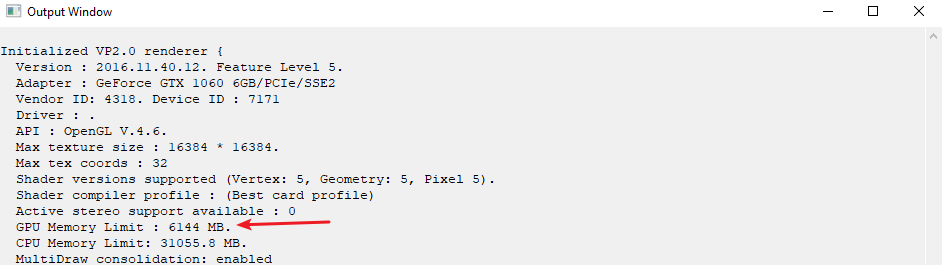 Output Window
Initialized VP2.0 renderer {
Version : 2016.11.40.12. Feature Level 5.
Adapter : GeForce GTX 1060 6GB/PCIe/SSE2
Vendor ID: 4318. Device ID : 7171
Driver : .
API : OpenGL V.4.6.
Max texture size : 16384 * 16384.
Max tex coords : 32
Shader versions supported (Vertex: 5, Geometry: 5, Pixel 5).
Shader compiler profile : (Best card profile)
Active stereo support available : 0
GPU Memory Limit : 6144 MB.
CPU Memory Limit: 31055.8 MB.
MultiDraw consolidation: enabled